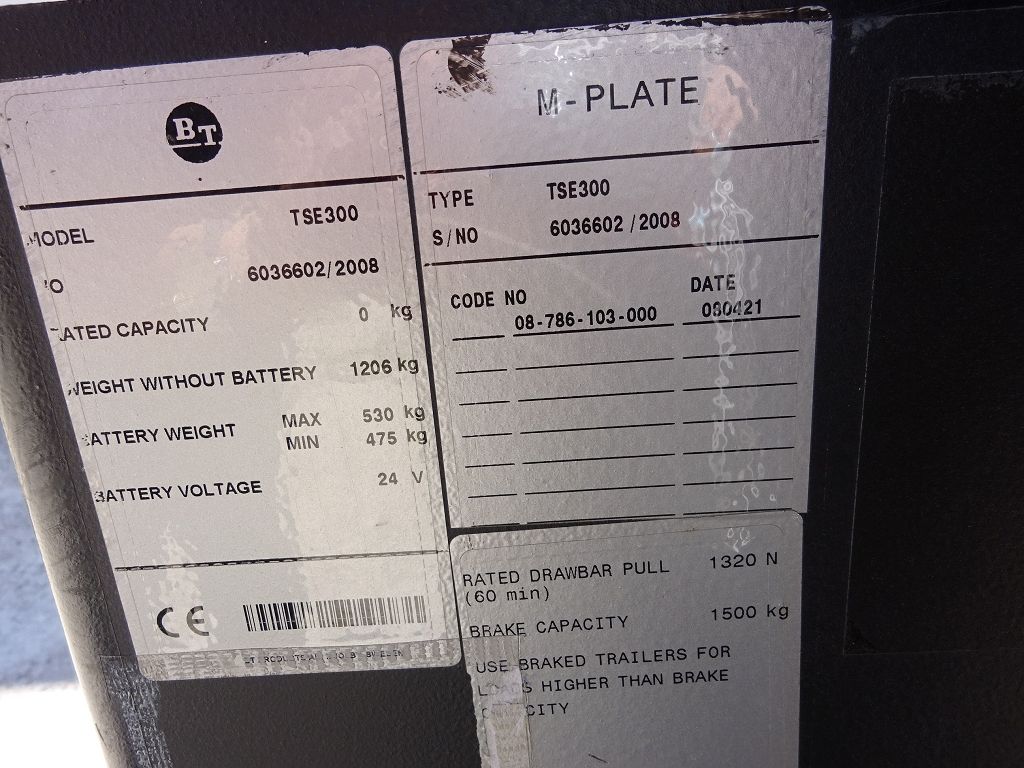 BT
MODEL TSE300
NO 6036602/2008
RATED CAPACITY 0 kg
WEIGHT WITHOUT BATTERY 1206 kg
BATTERY WEIGHT MAX 530 kg
MIN 475 kg
BATTERY VOLTAGE 24 V
CE
M-PLATE
TYPE TSE300
S/NO 6036602/2008
CODE NO DATE
08-786-103-000 080421
RATED DRAWBAR PULL 1320 N
(60 min)
BRAKE CAPACITY 1500 kg
USE BRAKED TRAILERS FOR
LOADS HIGHER THAN BRAKE
CAPACITY